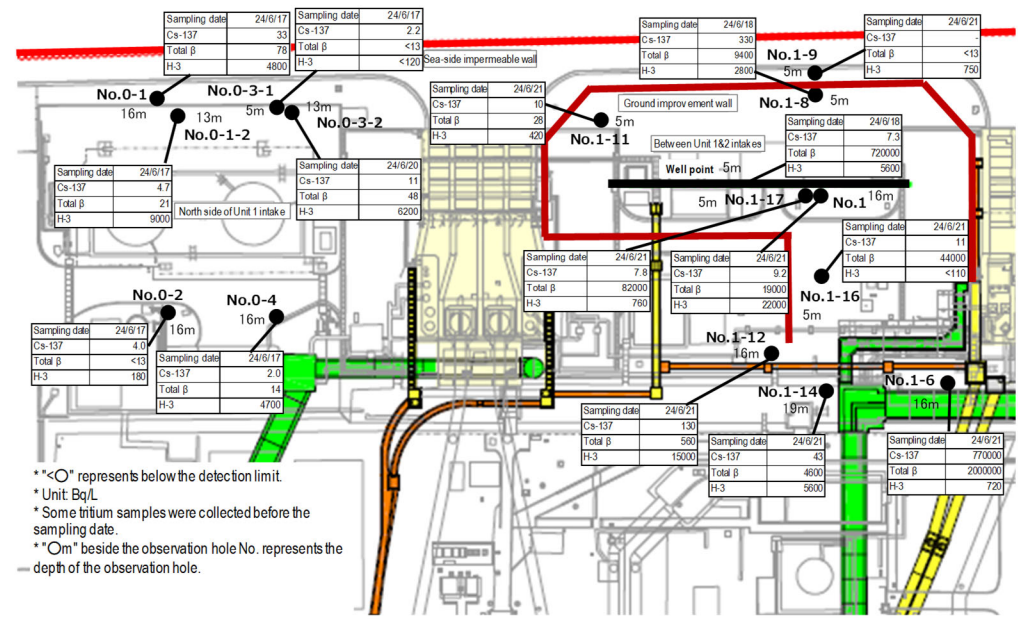 Sampling date 24/6/17
Cs-137 33
Total β 78
H-3 4800
Sampling date 24/6/17
Cs-137 2.2
Total β <13
H-3 <120
Sea-side impermeable wall
Sampling date 24/6/18
Cs-137 330
Total β 9400
H-3 2800
Sampling date 24/6/21
Cs-137 -
Total β <13
H-3 750
No.1-9
5m
No.1-8
5m
No.0-1
16m
No.0-1-2
13m
No.0-3-1
5m
No.0-3-2
13m
Sampling date 24/6/21
Cs-137 10
Total β 28
H-3 420
No.1-11
5m
Ground improvement wall
Between Unit 1&2 intakes
Well point 5m
Sampling date 24/6/18
Cs-137 7.3
Total β 720000
H-3 5600
Sampling date 24/6/17
Cs-137 4.7
Total β 21
H-3 9000
North side of Unit 1 intake
Sampling date 24/6/20
Cs-137 11
Total β 48
H-3 6200
5m
No.1-17
No.1
16m
Sampling date 24/6/21
Cs-137 7.8
Total β 82000
H-3 760
Sampling date 24/6/21
Cs-137 9.2
Total β 19000
H-3 22000
Sampling date 24/6/21
Cs-137 11
Total β 44000
H-3 <110
No.1-16
5m
No.0-2
16m
No.0-4
16m
Sampling date 24/6/17
Cs-137 4.0
Total β <13
H-3 180
Sampling date 24/6/17
Cs-137 2.0
Total β 14
H-3 4700
No.1-12
16m
No.1-14
19m
No.1-6
16m
Sampling date 24/6/21
Cs-137 130
Total β 560
H-3 15000
Sampling date 24/6/21
Cs-137 43
Total β 4600
H-3 5600
Sampling date 24/6/21
Cs-137 770000
Total β 2000000
H-3 720
* "<○" represents below the detection limit.
* Unit: Bq/L
* Some tritium samples were collected before the
sampling date.
* "○m" beside the observation hole No. represents the
depth of the observation hole.